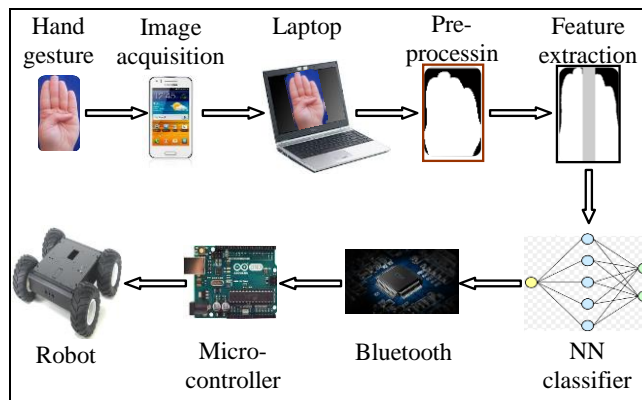 Hand
gesture
Image
acquisition
Laptop
Pre-
processin
Feature
extraction
Robot
Micro-
controller
Bluetooth
NN
classifier